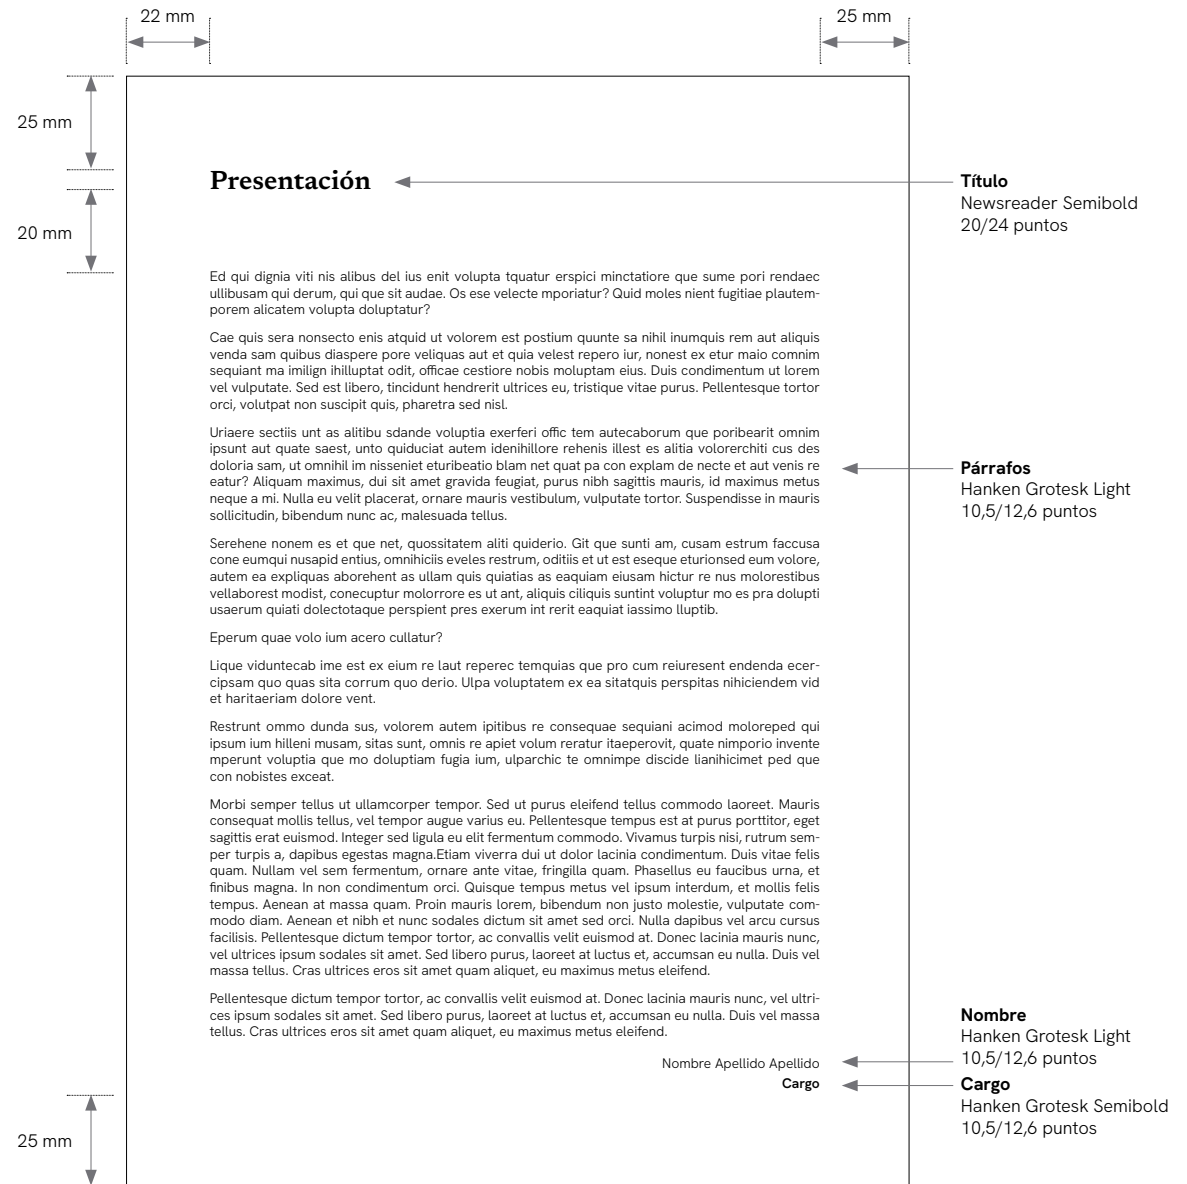 22 mm
25 mm
25 mm
Presentación
Título
Newsreader Semibold
20/24 puntos
20 mm
Ed qui dignia viti nis alibus del ius enit volupta tquatur erspici minctatiore que sume pori rendaec
ullibusam qui derum, qui que sit audae. Os ese velecte mporiatur? Quid moles nient fugitiae plautem-
porem alicatem volupta doluptatur?
Cae quis sera nonsecto enis atquid ut volorem est postium quunte sa nihil inumquis rem aut aliquis
venda sam quibus diaspere pore veliquas aut et quia velest repero iur, nonest ex etur maio comnim
sequiant ma imilign ihilluptat odit, officae cestiore nobis moluptam eius. Duis condimentum ut lorem
vel vulputate. Sed est libero, tincidunt hendrerit ultrices eu, tristique vitae purus. Pellentesque tortor
orci, volutpat non suscipit quis, pharetra sed nisl.
Uriaere sectiis unt as alitibu sdande voluptia exerferi offic tem autecaborum que poribearit omnim
ipsunt aut quate saest, unto quiduciat autem idenihillore rehenis illest es alitia volorerchiti cus des
doloria sam, ut omnihil im nisseniet eturibeatio blam net quat pa con explam de necte et aut venis re
eatur? Aliquam maximus, dui sit amet gravida feugiat, purus nibh sagittis mauris, id maximus metus
neque a mi. Nulla eu velit placerat, ornare mauris vestibulum, vulputate tortor. Suspendisse in mauris
sollicitudin, bibendum nunc ac, malesuada tellus.
Párrafos
Hanken Grotesk Light
10,5/12,6 puntos
Serehene nonem es et que net, quossitatem aliti quiderio. Git que sunti am, cusam estrum faccusa
cone eumqui nusapid entius, omnihiciis eveles restrum, oditiis et ut est eseque eturionsed eum volore,
autem ea expliquas aborehent as ullam quis quiatias as eaquiam eiusam hictur re nus molorestibus
vellaborest modist, conecuptur molorrore es ut ant, aliquis ciliquis suntint voluptur mo es pra dolupti
usaerum quiati dolectotaque perspient pres exerum int rerit eaquiat iassimo lluptib.
Eperum quae volo ium acero cullatur?
Lique viduntecab ime est ex eium re laut reperec temquias que pro cum reiuresent endenda ecer-
cipsam quo quas sita corrum quo derio. Ulpa voluptatem ex ea sitatquis perspitas nihiciendem vid
et haritaeriam dolore vent.
Restrunt ommo dunda sus, volorem autem ipitibus re consequae sequiani acimod moloreped qui
ipsum ium hilleni musam, sitas sunt, omnis re apiet volum reratur itaeperovit, quate nimporio invente
mperunt voluptia que mo doluptiam fugia ium, ulparchic te omnimpe discide lianihicimet ped que
con nobistes exceat.
Morbi semper tellus ut ullamcorper tempor. Sed ut purus eleifend tellus commodo laoreet. Mauris
consequat mollis tellus, vel tempor augue varius eu. Pellentesque tempus est at purus porttitor, eget
sagittis erat euismod. Integer sed ligula eu elit fermentum commodo. Vivamus turpis nisi, rutrum sem-
per turpis a, dapibus egestas magna.Etiam viverra dui ut dolor lacinia condimentum. Duis vitae felis
quam. Nullam vel sem fermentum, ornare ante vitae, fringilla quam. Phasellus eu faucibus urna, et
finibus magna. In non condimentum orci. Quisque tempus metus vel ipsum interdum, et mollis felis
tempus. Aenean at massa quam. Proin mauris lorem, bibendum non justo molestie, vulputate com-
modo diam. Aenean et nibh et nunc sodales dictum sit amet sed orci. Nulla dapibus vel arcu cursus
facilisis. Pellentesque dictum tempor tortor, ac convallis velit euismod at. Donec lacinia mauris nunc,
vel ultrices ipsum sodales sit amet. Sed libero purus, laoreet at luctus et, accumsan eu nulla. Duis vel
massa tellus. Cras ultrices eros sit amet quam aliquet, eu maximus metus eleifend.
Pellentesque dictum tempor tortor, ac convallis velit euismod at. Donec lacinia mauris nunc, vel ultri-
ces ipsum sodales sit amet. Sed libero purus, laoreet at luctus et, accumsan eu nulla. Duis vel massa
tellus. Cras ultrices eros sit amet quam aliquet, eu maximus metus eleifend.
Nombre Apellido Apellido
Cargo
Nombre
Hanken Grotesk Light
10,5/12,6 puntos
Cargo
Hanken Grotesk Semibold
10,5/12,6 puntos
25 mm